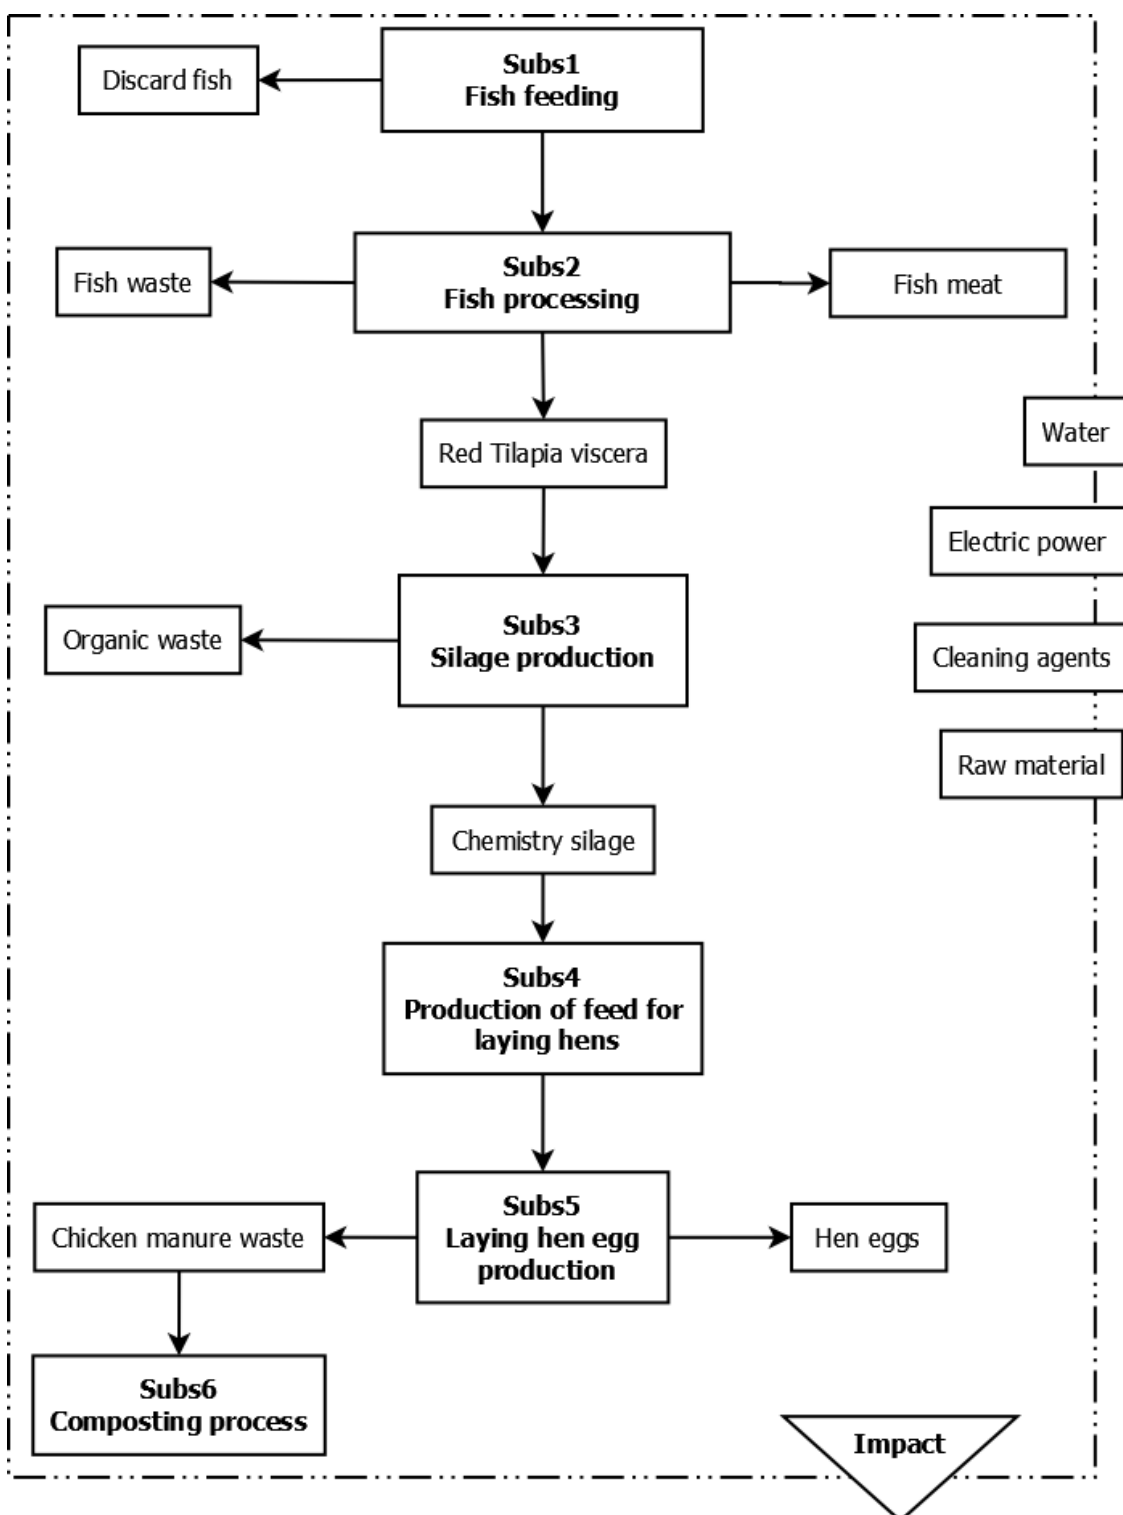 Discard fish
Subs1
Fish feeding
Fish waste
Subs2
Fish processing
Fish meat
Red Tilapia viscera
Water
Electric power
Organic waste
Subs3
Silage production
Cleaning agents
Raw material
Chemistry silage
Subs4
Production of feed for
laying hens
Chicken manure waste
Subs5
Laying hen egg
production
Hen eggs
Subs6
Composting process
Impact